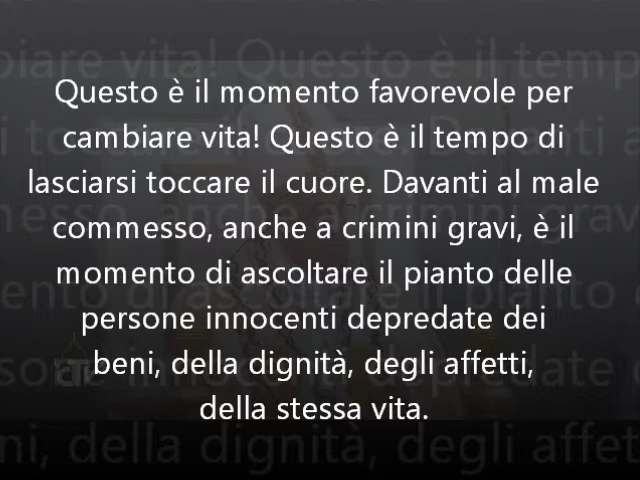 Questo è il momento favorevole per
cambiare vita! Questo è il tempo di
lasciarsi toccare il cuore. Davanti al male
commesso, anche a crimini gravi, è il
momento di ascoltare il pianto delle
persone innocenti depredate dei
beni, della dignità, degli affetti,
della stessa vita.